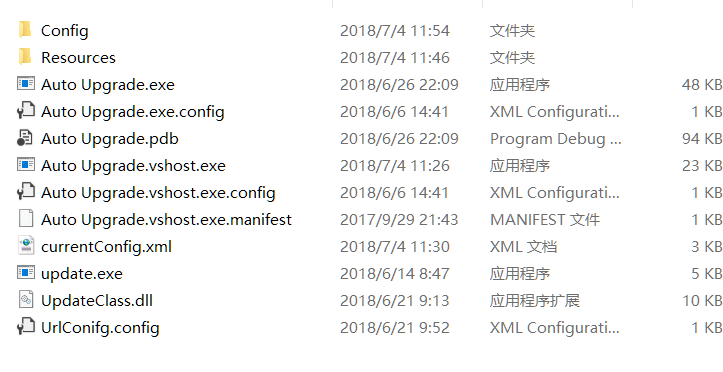 Config 2018/7/4 11:54 文件夹
Resources 2018/7/4 11:46 文件夹
Auto Upgrade.exe 2018/6/26 22:09 应用程序 48 KB
Auto Upgrade.exe.config 2018/6/6 14:41 XML Configurati... 1 KB
Auto Upgrade.pdb 2018/6/26 22:09 Program Debug ... 94 KB
Auto Upgrade.vshost.exe 2018/7/4 11:26 应用程序 23 KB
Auto Upgrade.vshost.exe.config 2018/6/6 14:41 XML Configurati... 1 KB
Auto Upgrade.vshost.exe.manifest 2017/9/29 21:43 MANIFEST 文件 1 KB
currentConfig.xml 2018/7/4 11:30 XML 文档 3 KB
update.exe 2018/6/14 8:47 应用程序 5 KB
UpdateClass.dll 2018/6/21 9:13 应用程序扩展 10 KB
UrlConifg.config 2018/6/21 9:52 XML Configurati... 1 KB